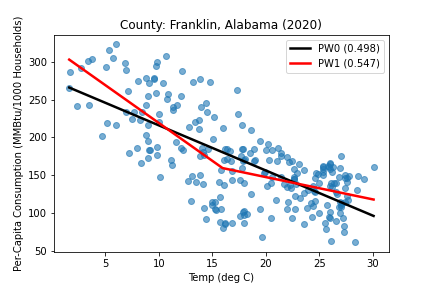 County: Franklin, Alabama (2020)
Per-Capita Consumption (MMBtu/1000 Households)
300
250
200
150
100
50
PW0 (0.498)
PW1 (0.547)
5 10 15 20 25 30
Temp (deg C)